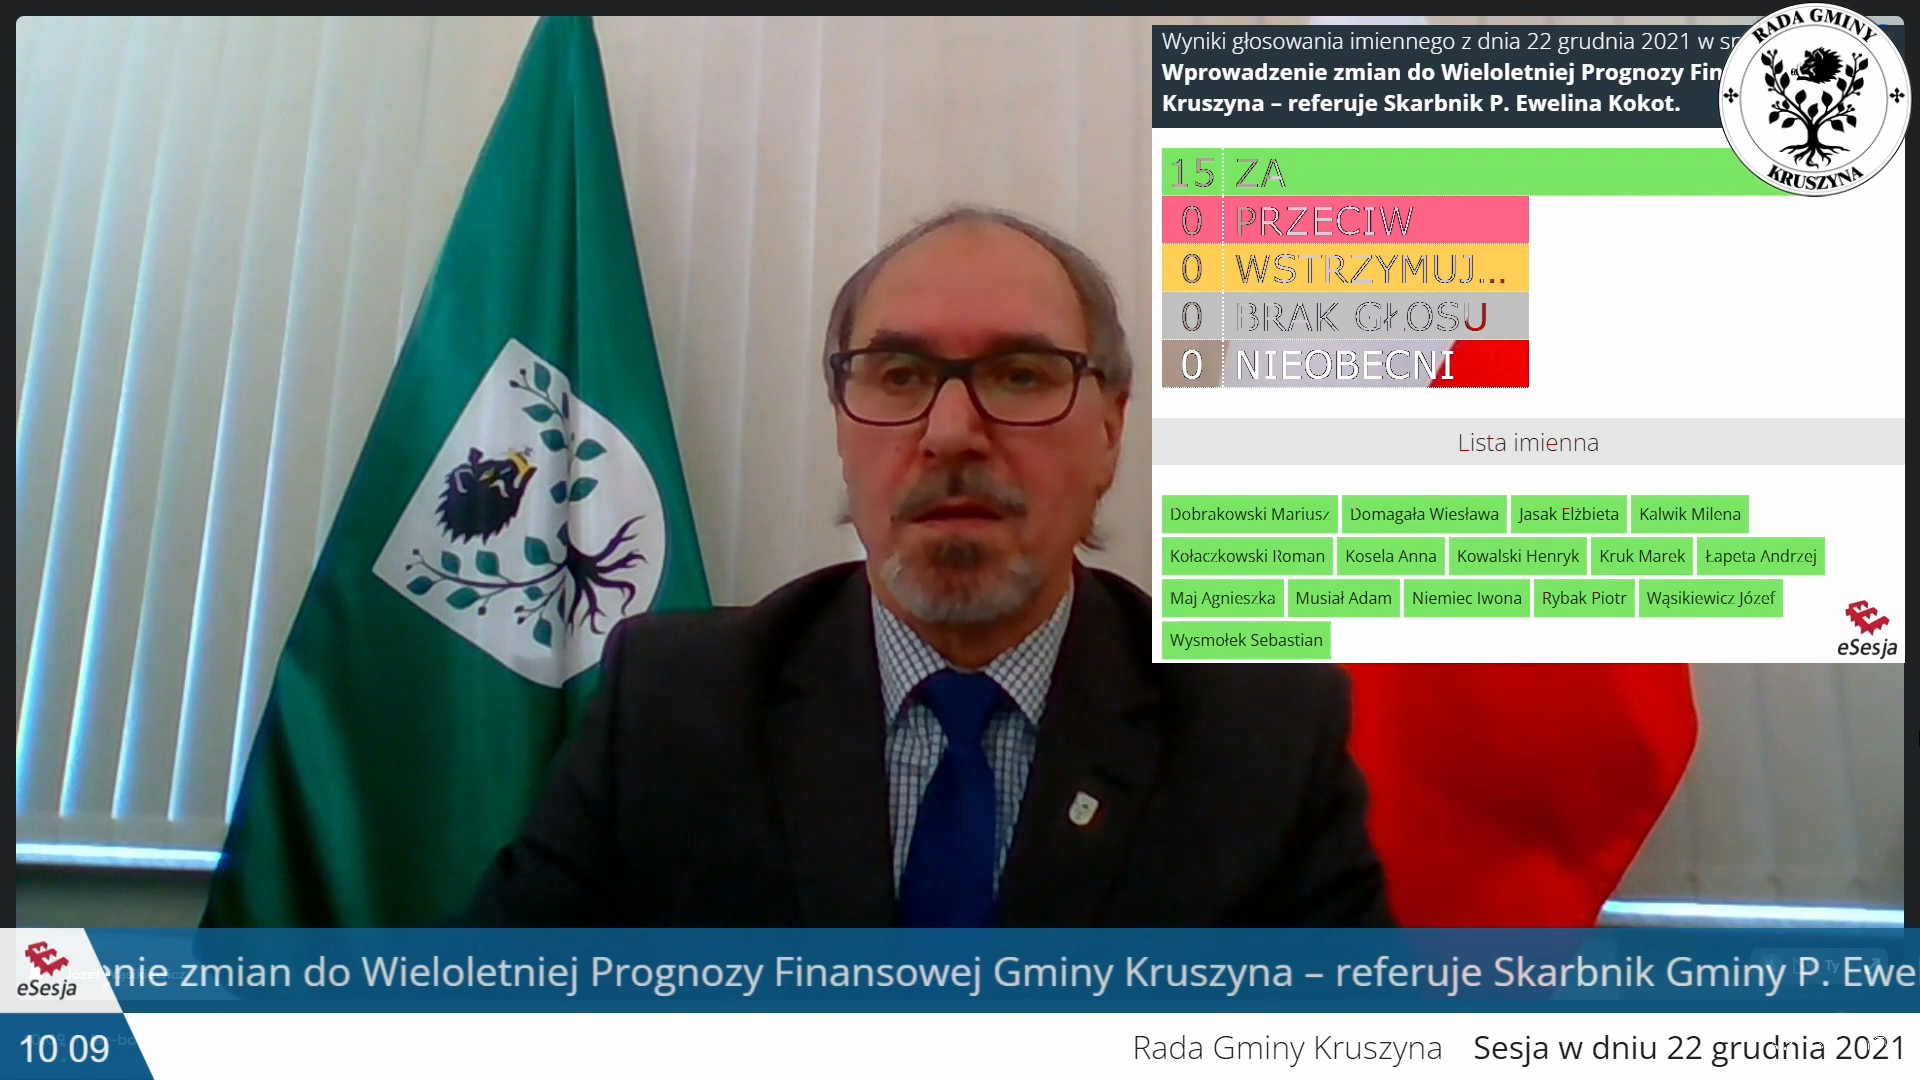 Wyniki głosowania imiennego z dnia 22 grudnia 2021 w
Wprowadzenie zmian do Wieloletniej Prognozy
Kruszyna – referuje Skarbnik P. Ewelina Kokot.
RADA GMINY
KRUSZYNA
15 ZA
0 PRZECIW
0 WSTRZYMUJ...
0 BRAK GŁOSU
0 NIEOBECNI
Lista imienna
Dobrakowski Mariusz Domagała Wiesława Jasak Elżbieta Kalwik Milena
Kołaczkowski Roman Kosela Anna Kowalski Henryk Kruk Marek Łapeta Andrzej
Maj Agnieszka Musiał Adam Niemiec Iwona Rybak Piotr Wąsikiewicz Józef
Wysmołek Sebastian
eSesja
eSesja
zmian do Wieloletniej Prognozy Finansowej Gminy Kruszyna – referuje Skarbnik Gminy P.
10 09
Rada Gminy Kruszyna Sesja w dniu 22 grudnia 2021